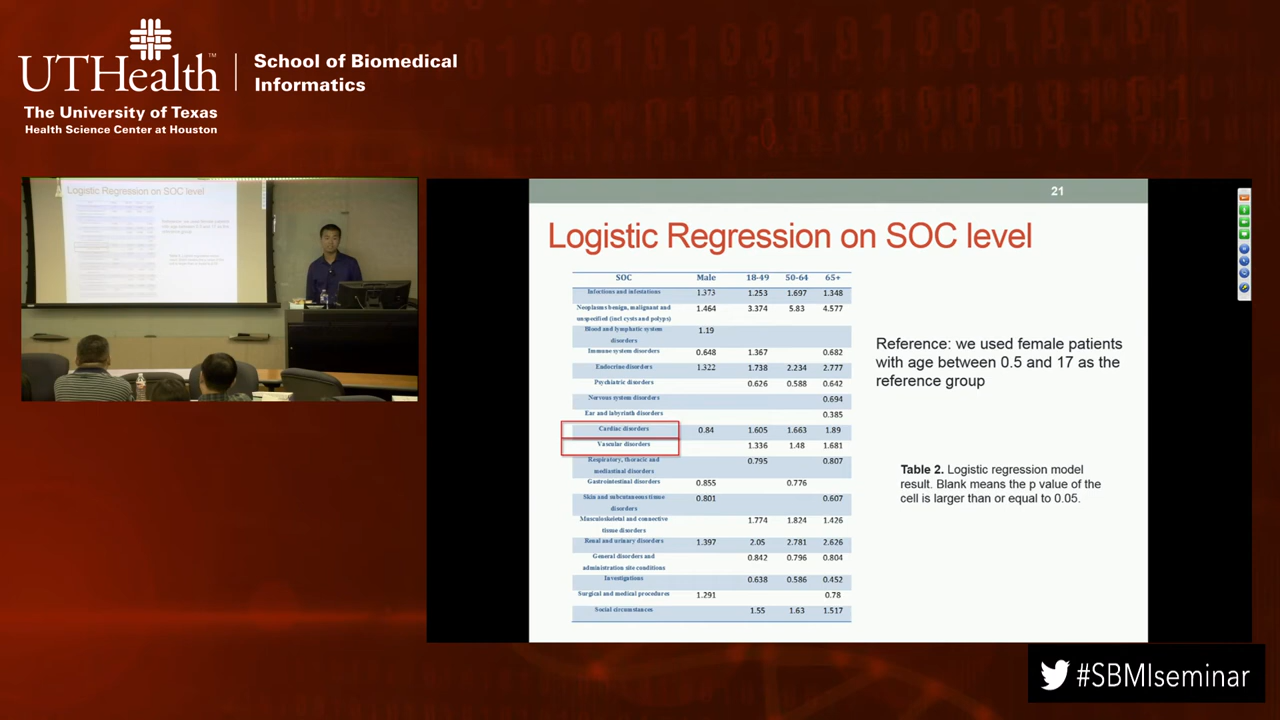 UTHealth™
School of Biomedical
Informatics
The University of Texas
Health Science Center at Houston
Logistic Regression on SOC level
21
Logistic Regression on SOC level
SOC Male 18-49 50-64 65+
Infectious and infestations 1.373 1.253 1.697 1.348
Neoplasms benign, malignant and
unspecified (incl cysts and polyps) 1.464 3.374 5.83 4.577
Blood and lymphatic system
disorders 1.19
Immune system disorders 0.648 1.367 0.682
Endocrine disorders 1.322 1.738 2.234 2.777
Psychiatric disorders 0.626 0.588 0.642
Nervous system disorders 0.694
Ear and labyrinth disorders 0.385
Cardiac disorders 0.84 1.605 1.663 1.89
Vascular disorders 1.336 1.48 1.681
Respiratory, thoracic and
mediastinal disorders 0.795 0.807
Gastrointestinal disorders 0.855 0.776
Skin and subcutaneous tissue
disorders 0.801 0.607
Musculoskeletal and connective
tissue disorders 1.774 1.824 1.426
Renal and urinary disorders 1.397 2.05 2.781 2.626
General disorders and
administration site conditions 0.842 0.796 0.804
Investigations 0.638 0.586 0.452
Surgical and medical procedures 1.291 0.78
Social circumstances 1.55 1.63 1.517
Reference: we used female patients
with age between 0.5 and 17 as the
reference group
Table 2. Logistic regression model
result. Blank means the p value of the
cell is larger than or equal to 0.05.
#SBMIseminar